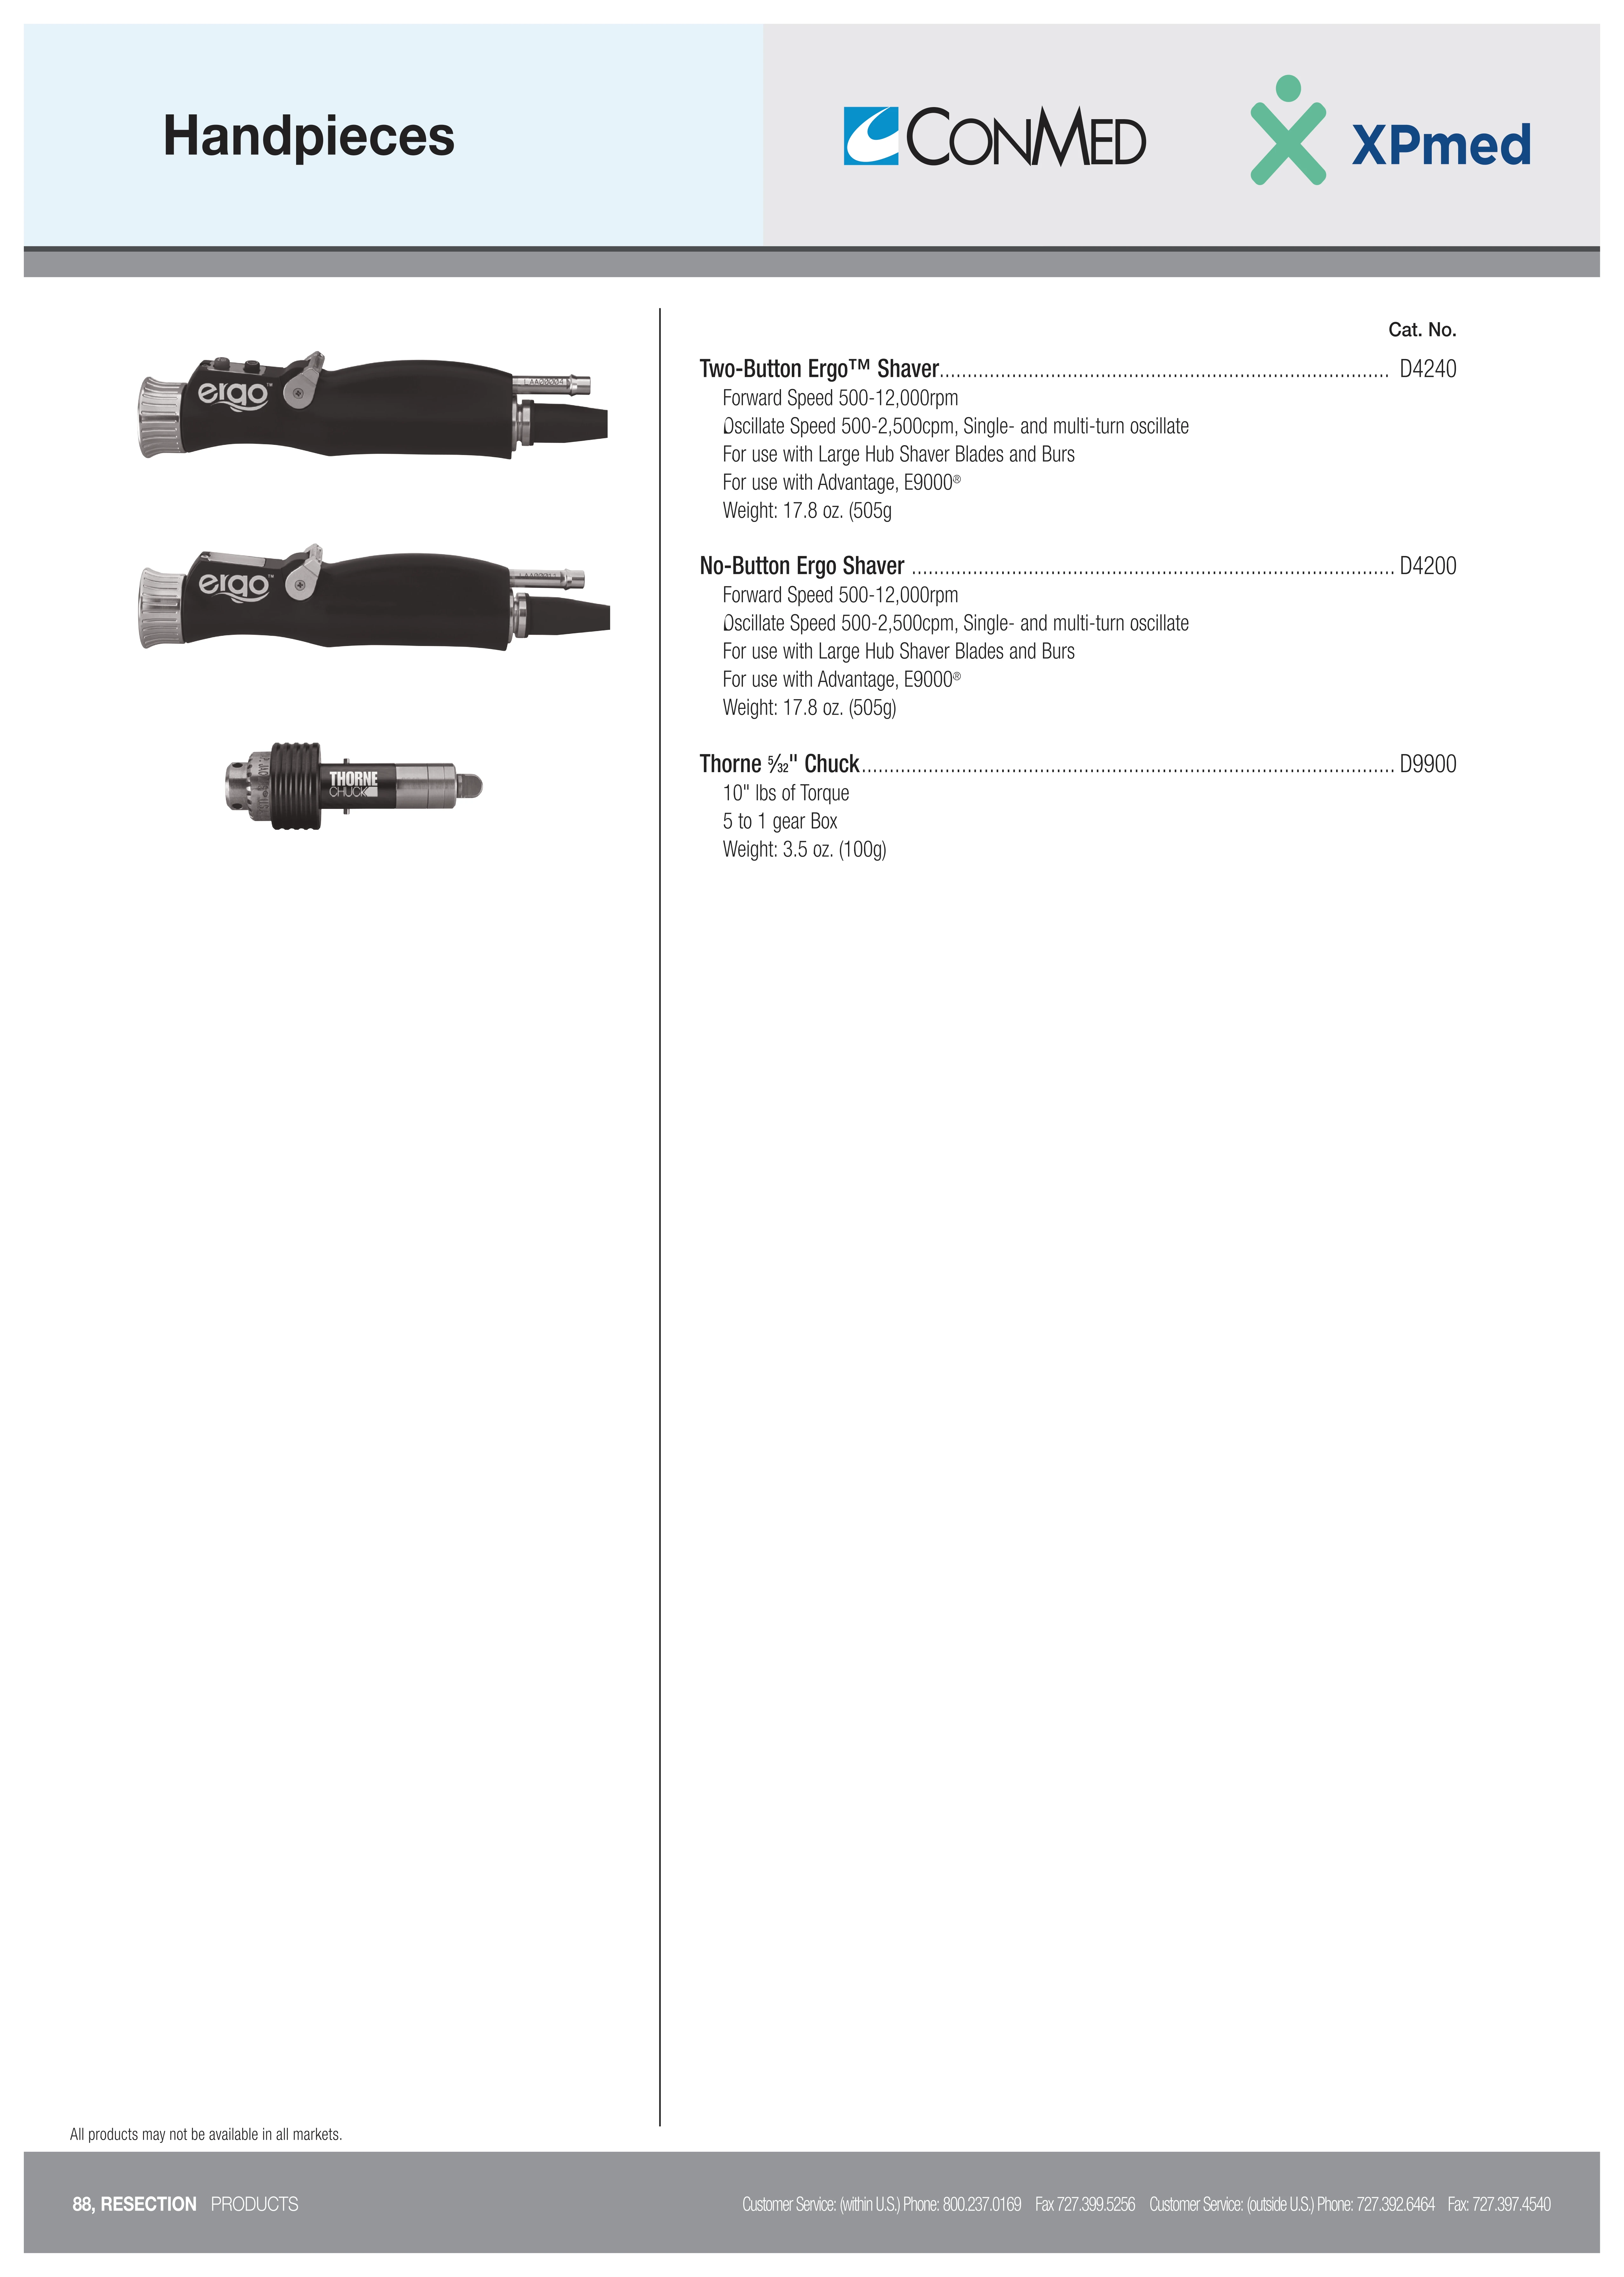 Handpieces
CONMED
XPmed
Cat. No.
ergo™
Two-Button Ergo™ Shaver................................................................................ D4240
Forward Speed 500-12,000rpm
Oscillate Speed 500-2,500cpm, Single- and multi-turn oscillate
For use with Large Hub Shaver Blades and Burs
For use with Advantage, E9000®
Weight: 17.8 oz. (505g
ergo™
No-Button Ergo Shaver ...................................................................................... D4200
Forward Speed 500-12,000rpm
Oscillate Speed 500-2,500cpm, Single- and multi-turn oscillate
For use with Large Hub Shaver Blades and Burs
For use with Advantage, E9000®
Weight: 17.8 oz. (505g)
THORNE
CHUCK
Thorne 5⁄32" Chuck............................................................................................... D9900
10" lbs of Torque
5 to 1 gear Box
Weight: 3.5 oz. (100g)
All products may not be available in all markets.
88, RESECTION PRODUCTS
Customer Service: (within U.S.) Phone: 800.237.0169 Fax 727.399.5256 Customer Service: (outside U.S.) Phone: 727.392.6464 Fax: 727.397.4540